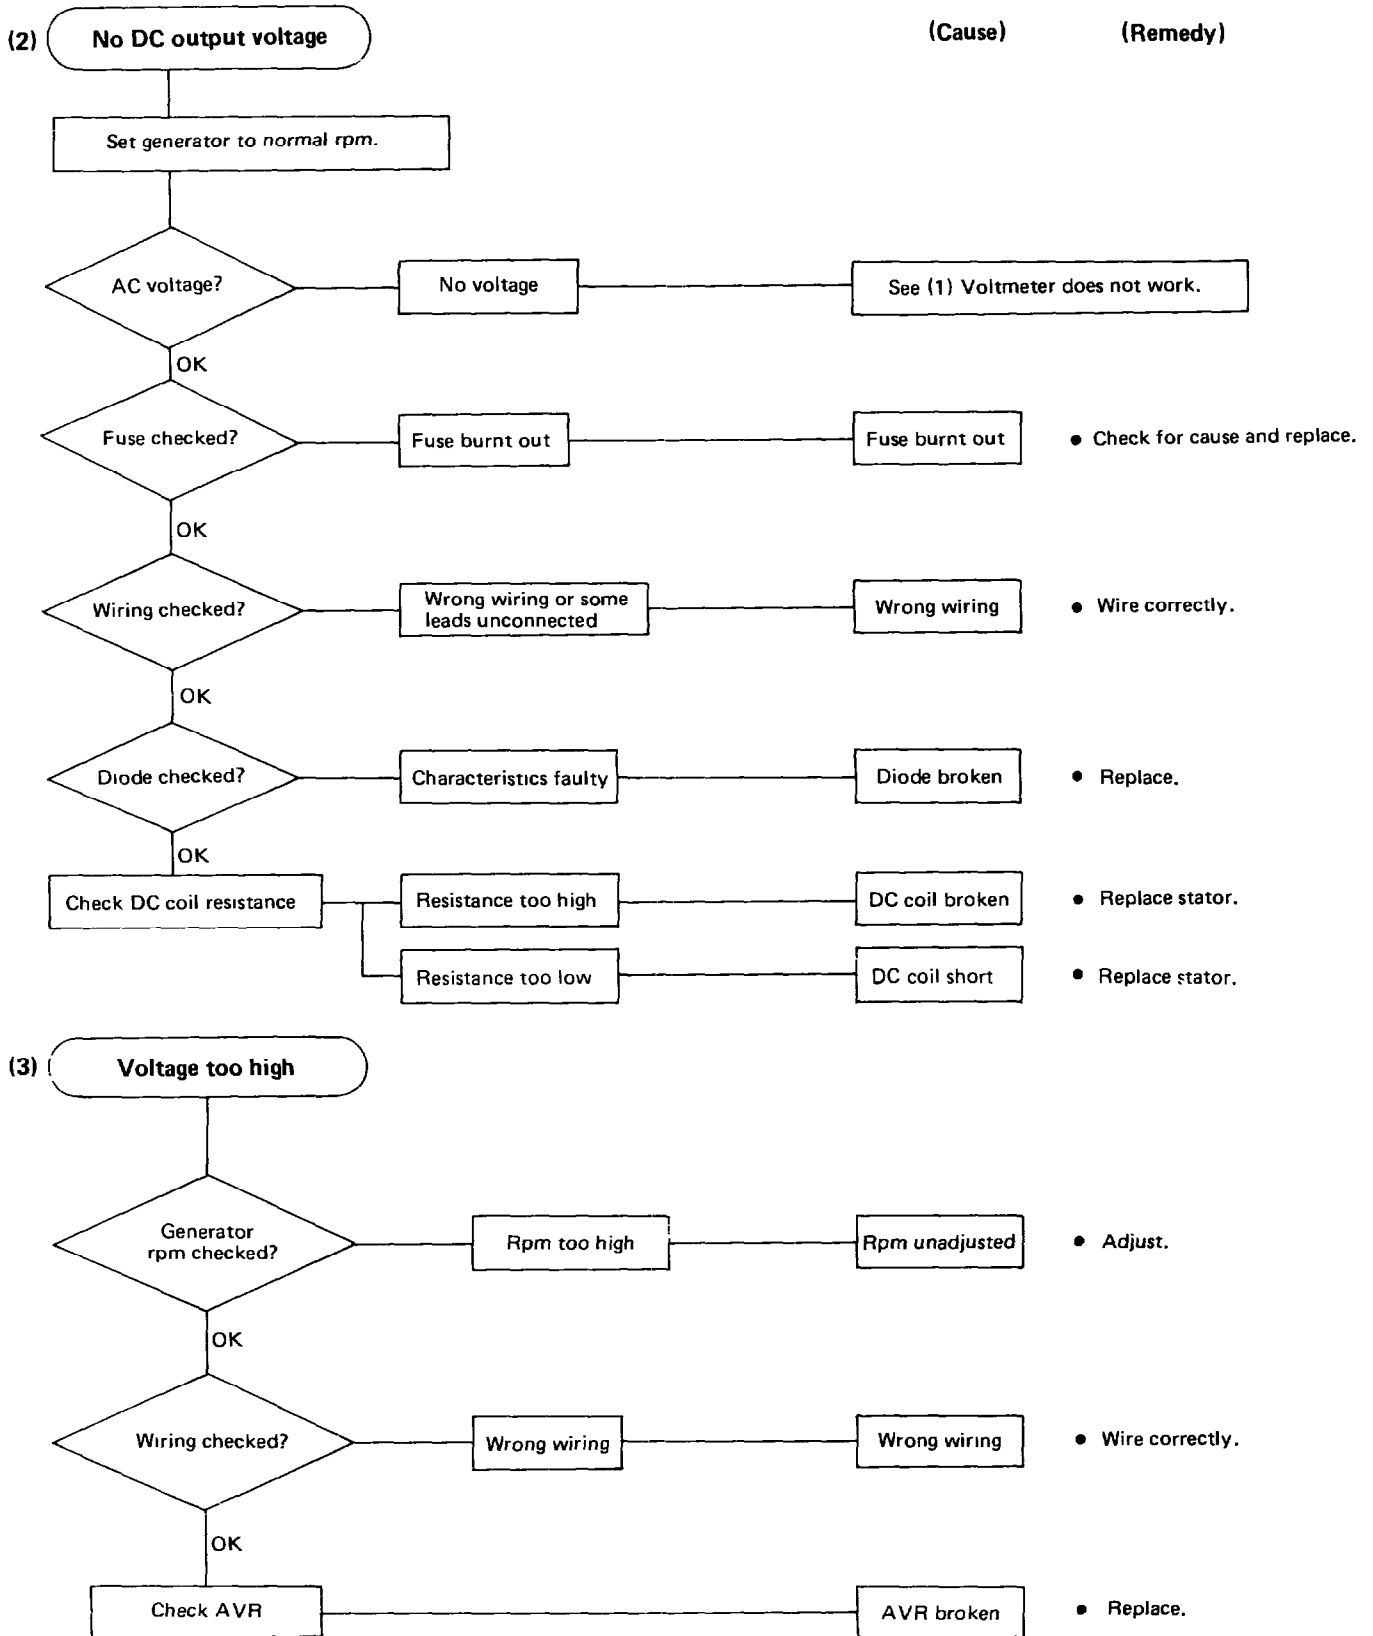 (2) No DC output voltage (Cause) (Remedy)
Set generator to normal rpm.
AC voltage? No voltage See (1) Voltmeter does not work.
OK
Fuse checked? Fuse burnt out Fuse burnt out • Check for cause and replace.
OK
Wiring checked? Wrong wiring or some
leads unconnected Wrong wiring • Wire correctly.
OK
Diode checked? Characteristics faulty Diode broken • Replace.
OK
Check DC coil resistance Resistance too high DC coil broken • Replace stator.
Resistance too low DC coil short • Replace stator.
(3) Voltage too high
Generator
rpm checked? Rpm too high Rpm unadjusted • Adjust.
OK
Wiring checked? Wrong wiring Wrong wiring • Wire correctly.
OK
Check AVR AVR broken • Replace.